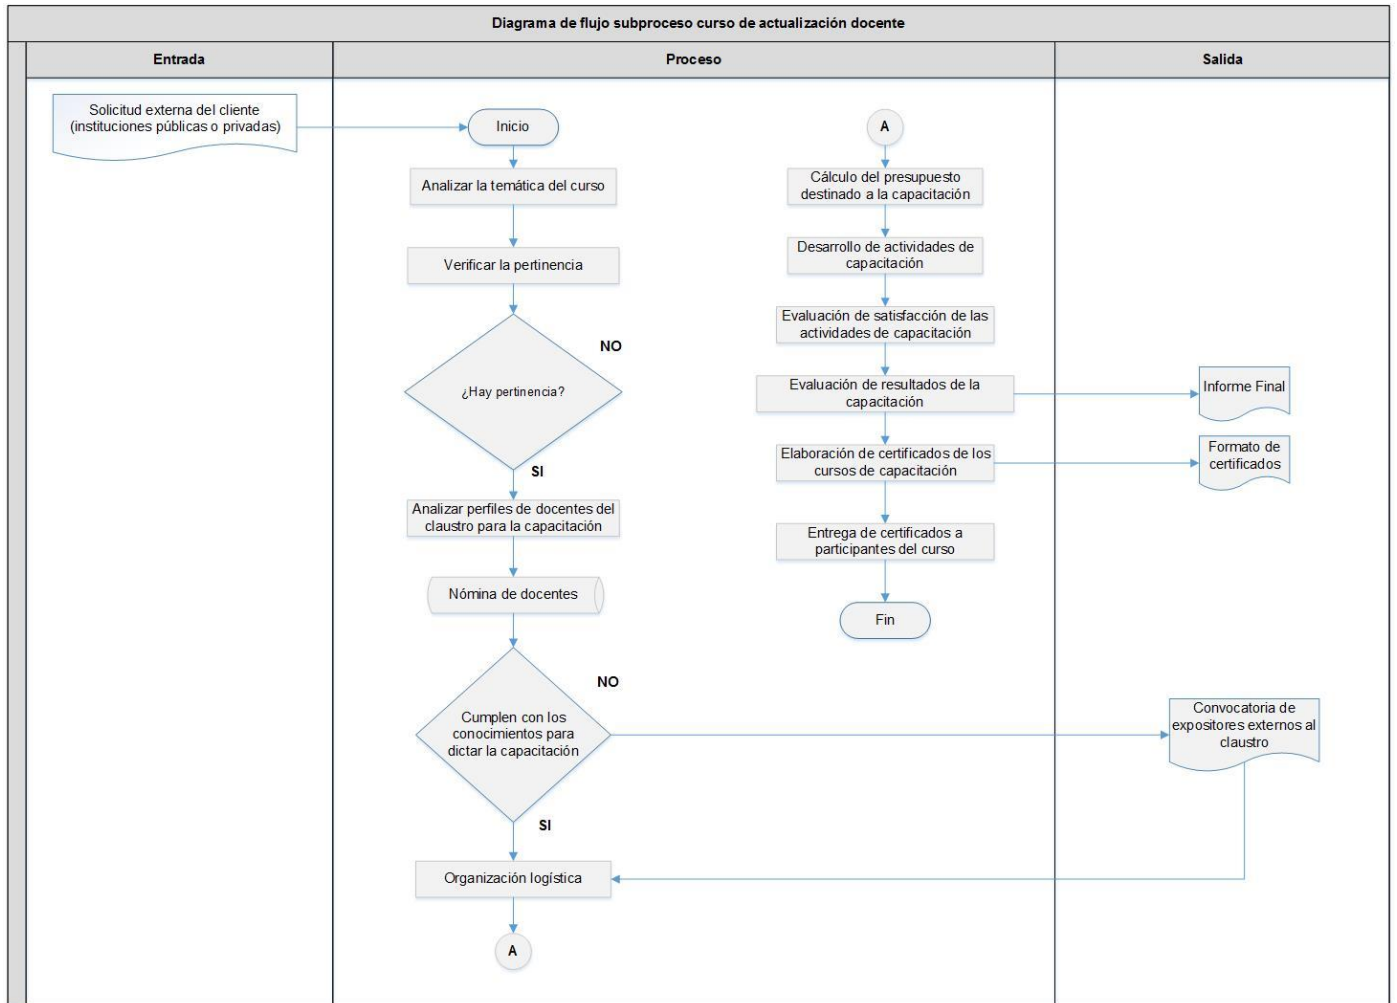 Diagrama de flujo subproceso curso de actualización docente
Entrada
Proceso
Salida
Solicitud externa del cliente
(instituciones públicas o privadas)
Inicio
Analizar la temática del curso
Verificar la pertinencia
NO
¿Hay pertinencia?
SI
Analizar perfiles de docentes del
claustro para la capacitación
Nómina de docentes
NO
Cumplen con los
conocimientos para
dictar la capacitación
SI
Organización logística
A
A
Cálculo del presupuesto
destinado a la capacitación
Desarrollo de actividades de
capacitación
Evaluación de satisfacción de las
actividades de capacitación
Evaluación de resultados de la
capacitación
Elaboración de certificados de los
cursos de capacitación
Entrega de certificados a
participantes del curso
Fin
Informe Final
Formato de
certificados
Convocatoria de
expositores externos al
claustro